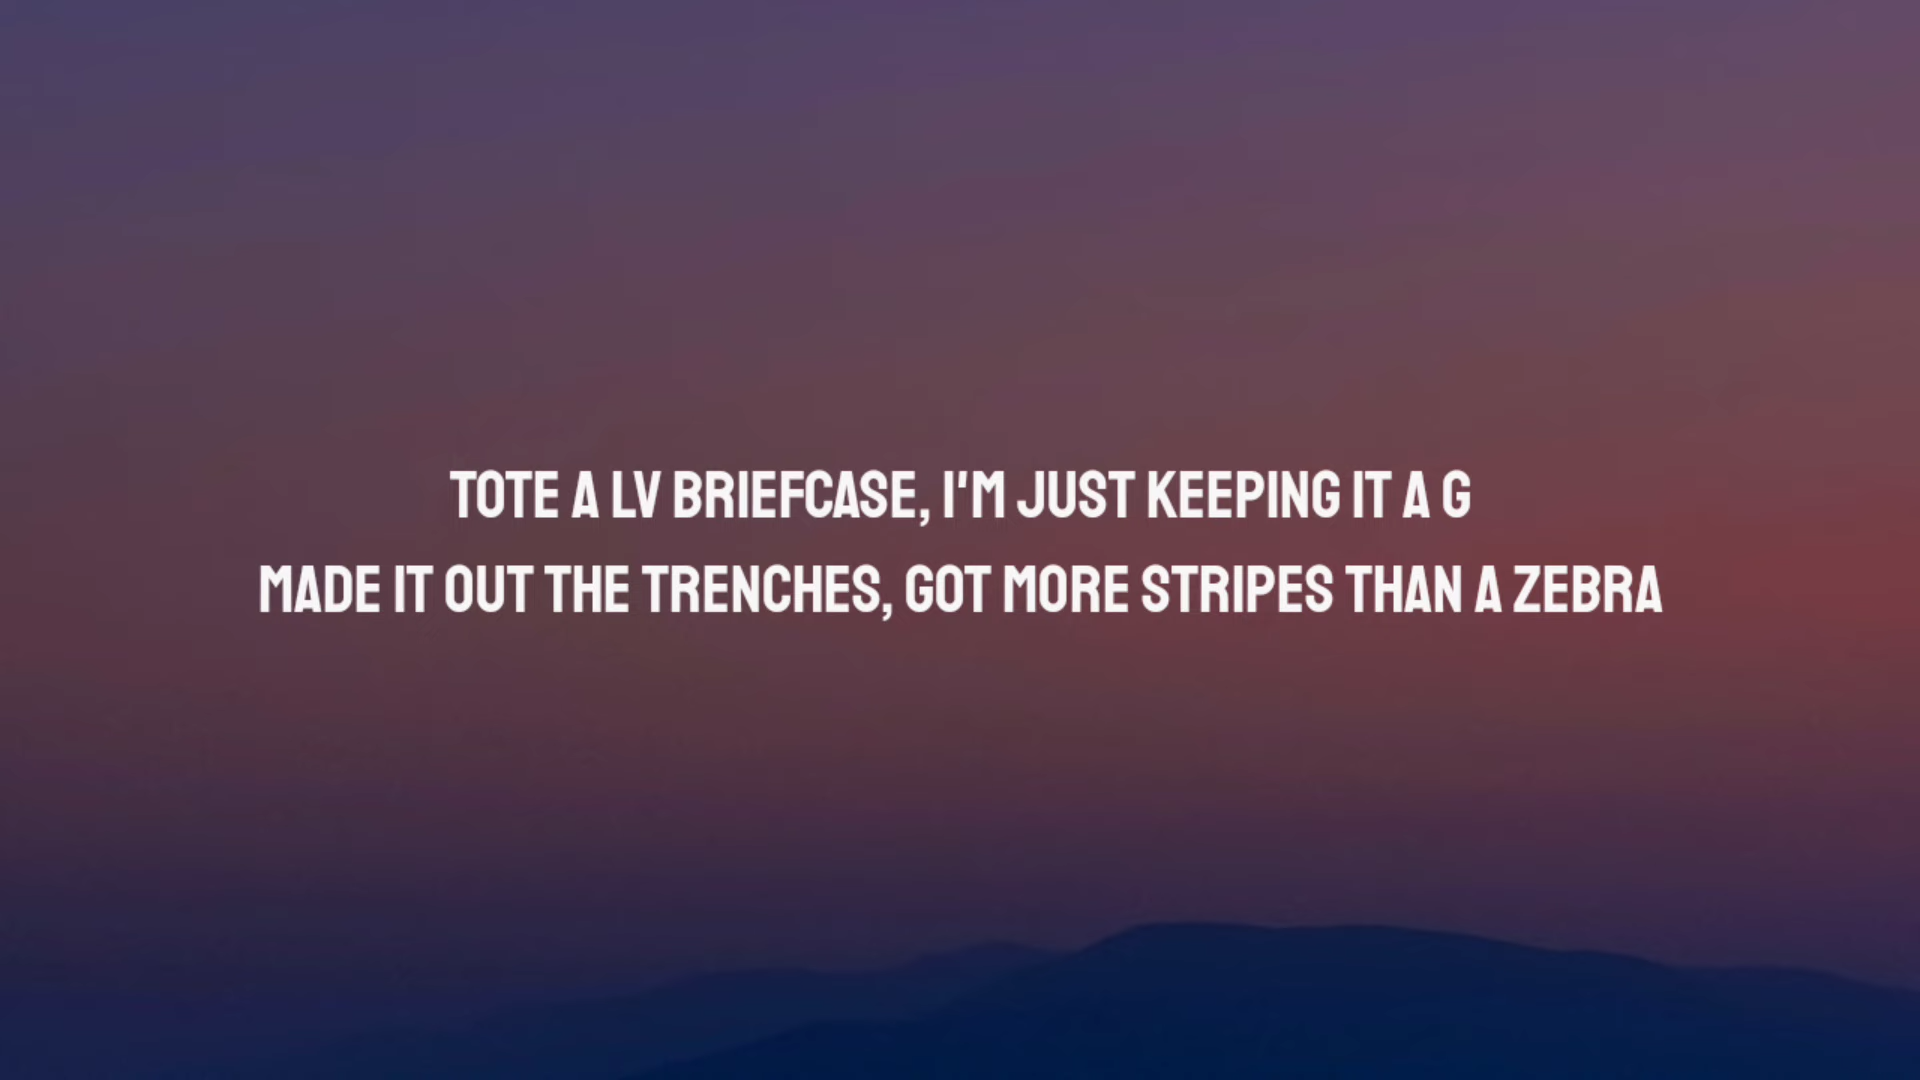 TOTE A LV BRIEFCASE, I'M JUST KEEPING IT A G
MADE IT OUT THE TRENCHES, GOT MORE STRIPES THAN A ZEBRA